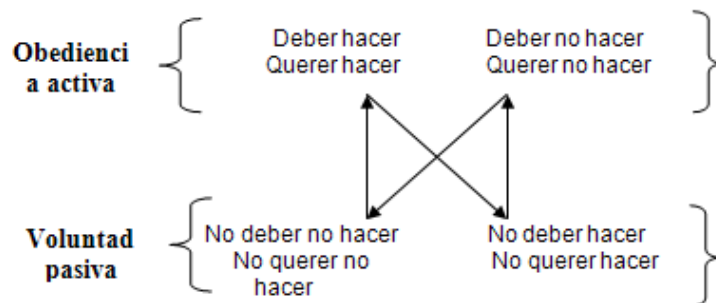 Obedienci
a activa
Deber hacer
Querer hacer
Deber no hacer
Querer no hacer
Voluntad
pasiva
No deber no hacer
No querer no
hacer
No deber hacer
No querer hacer